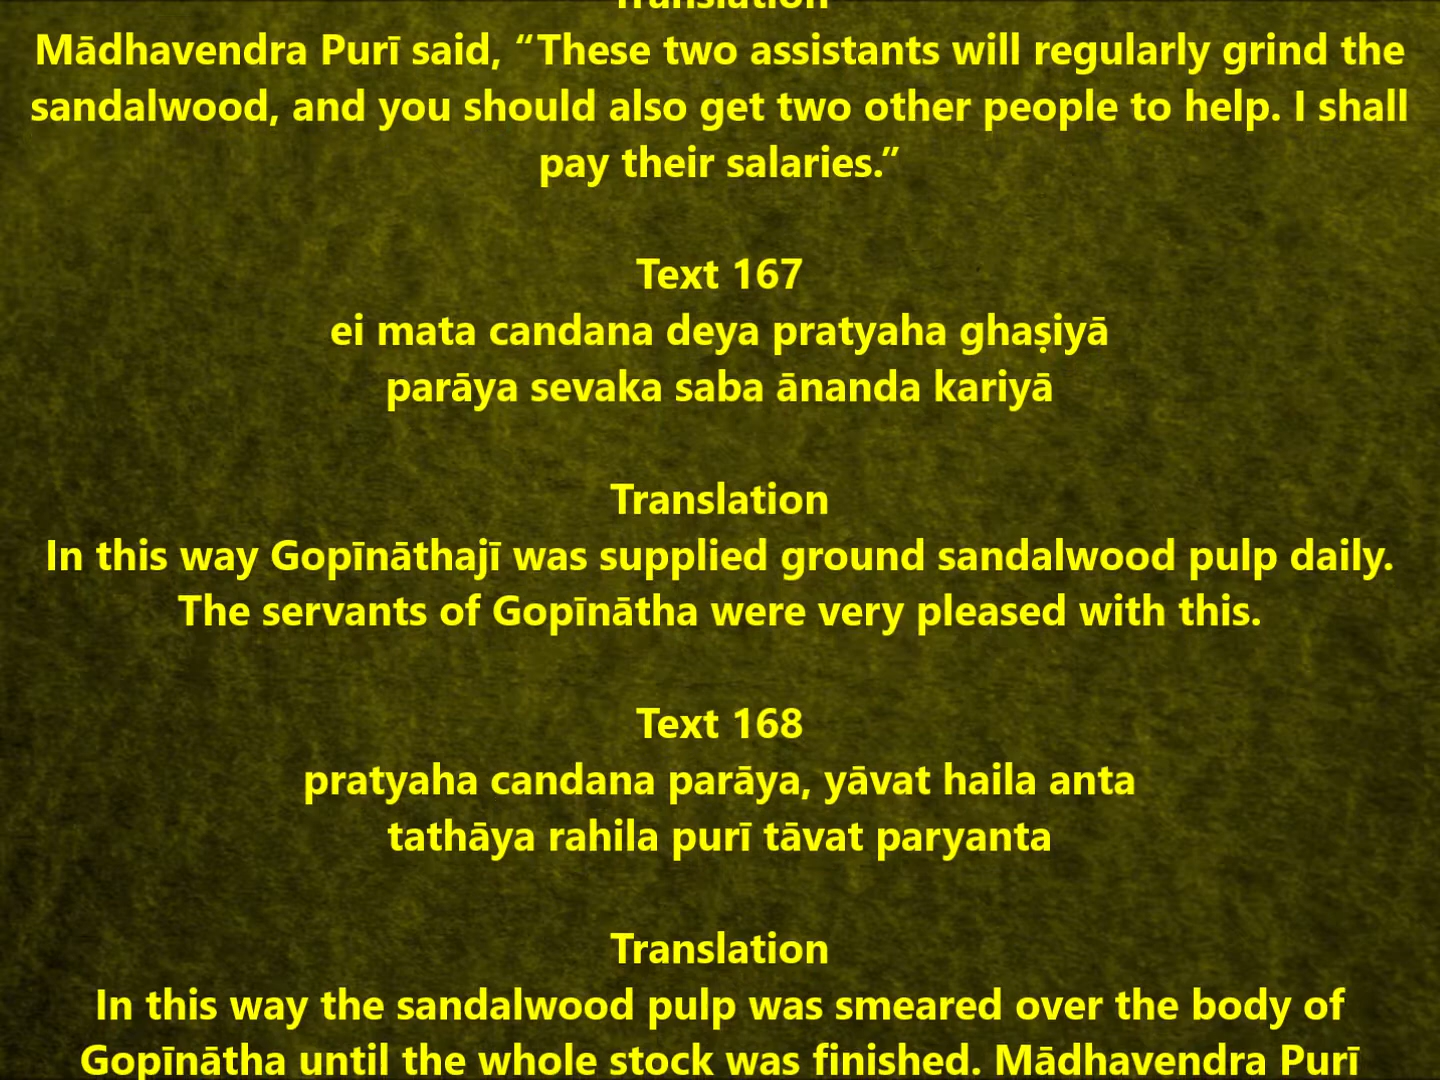 Translation
Mādhavendra Purī said, “These two assistants will regularly grind the
sandalwood, and you should also get two other people to help. I shall
pay their salaries.”
Text 167
ei mata candana deya pratyaha ghaṣiyā
parāya sevaka saba ānanda kariyā
Translation
In this way Gopīnāthajī was supplied ground sandalwood pulp daily.
The servants of Gopīnātha were very pleased with this.
Text 168
pratyaha candana parāya, yāvat haila anta
tathāya rahila purī tāvat paryanta
Translation
In this way the sandalwood pulp was smeared over the body of
Gopīnātha until the whole stock was finished. Mādhavendra Purī